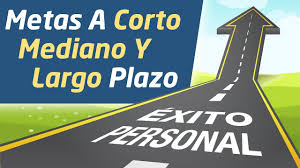 Metas A Corto
Mediano Y
Largo Plazo
ÉXITO
PERSONAL